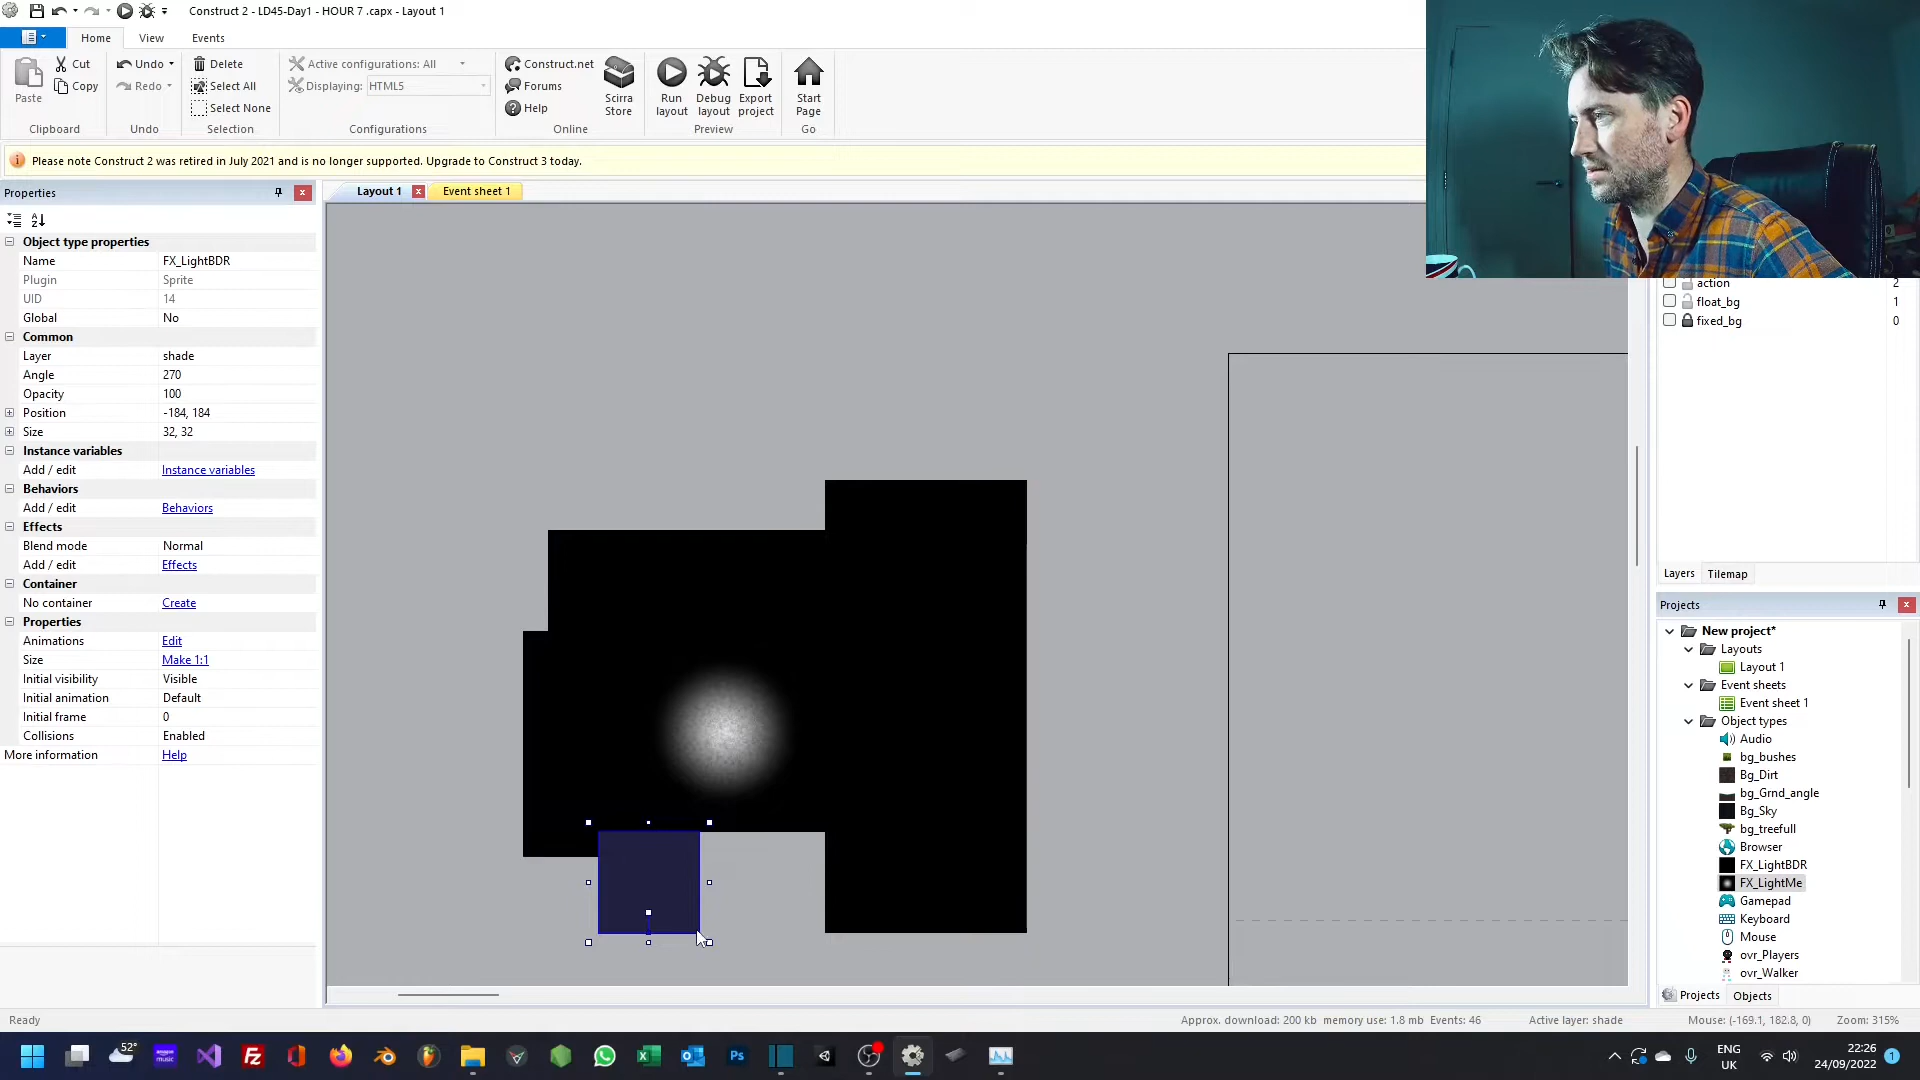 Construct 2 - LD45-Day1 - HOUR 7 .capx - Layout 1
Home View Events
Paste
Cut
Copy
Clipboard
Undo
Redo
Undo
Delete
Select All
Select None
Selection
Active configurations: All
Displaying: HTML5
Configurations
Construct.net
Forums
Help
Scirra Store
Online
Run layout
Debug layout
Export project
Preview
Start Page
Go
Please note Construct 2 was retired in July 2021 and is no longer supported. Upgrade to Construct 3 today.
Properties
Layout 1
Event sheet 1
Object type properties
Name FX_LightBDR
Plugin Sprite
UID 14
Global No
Common
Layer shade
Angle 270
Opacity 100
Position -184, 184
Size 32, 32
Instance variables
Add / edit Instance variables
Behaviors
Add / edit Behaviors
Effects
Blend mode Normal
Add / edit Effects
Container
No container Create
Properties
Animations Edit
Size Make 1:1
Initial visibility Visible
Initial animation Default
Initial frame 0
Collisions Enabled
More information Help
action 2
float_bg 1
fixed_bg 0
Layers Tilemap
Projects
New project*
Layouts
Layout 1
Event sheets
Event sheet 1
Object types
Audio
bg_bushes
Bg_Dirt
bg_Grnd_angle
Bg_Sky
bg_treefull
Browser
FX_LightBDR
FX_LightMe
Gamepad
Keyboard
Mouse
ovr_Players
ovr_Walker
Projects Objects
Ready
Approx. download: 200 kb memory use: 1.8 mb Events: 46
Active layer: shade
Mouse: (-169.1, 182.8, 0)
Zoom: 315%
52°
ENG
UK
22:26
24/09/2022
1